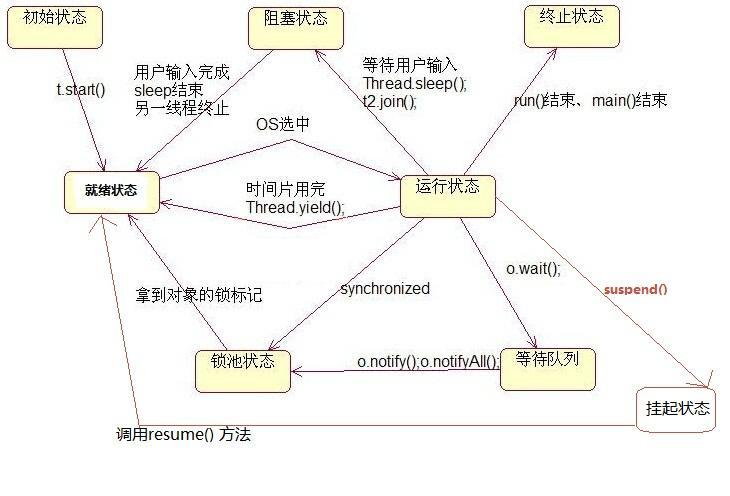 初始状态
阻塞状态
终止状态
t.start()
用户输入完成
sleep结束
另一线程终止
等待用户输入
Thread.sleep();
t2.join();
run()结束、main()结束
OS选中
就绪状态
运行状态
时间片用完
Thread.yield();
o.wait();
拿到对象的锁标记
synchronized
suspend()
锁池状态
o.notify();o.notifyAll();
等待队列
挂起状态
调用resume() 方法